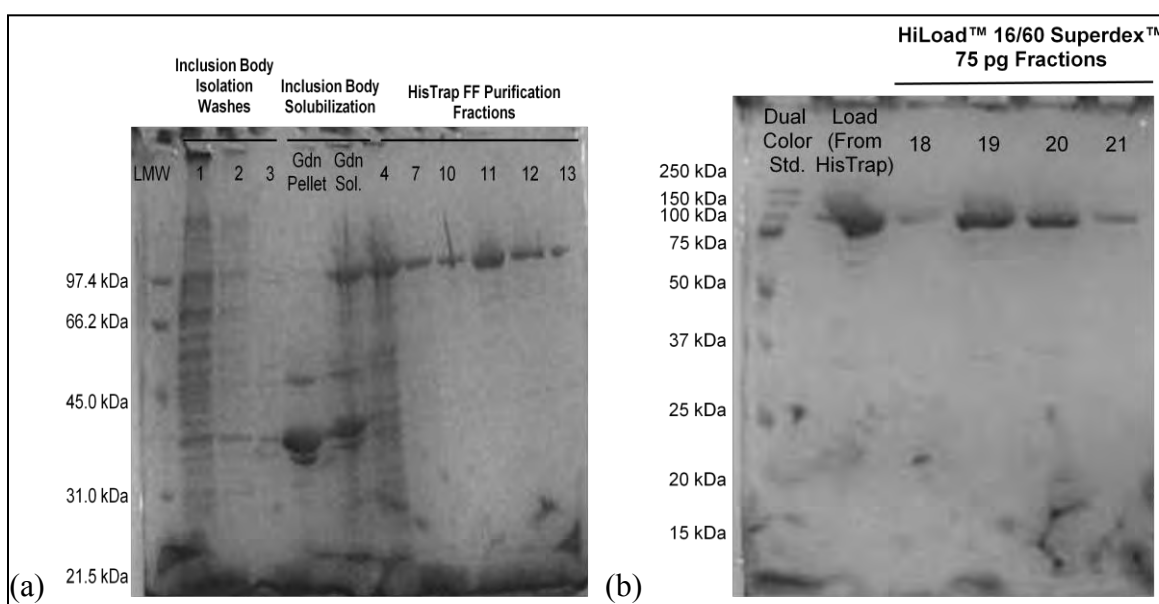 Inclusion Body
Isolation
Washes
Inclusion Body
Solubilization
HisTrap FF Purification
Fractions
LMW 1 2 3 Gdn Pellet Gdn Sol. 4 7 10 11 12 13
97.4 kDa
66.2 kDa
45.0 kDa
31.0 kDa
21.5 kDa
(a)
HiLoad™ 16/60 Superdex™
75 pg Fractions
Dual Color Std. Load (From HisTrap) 18 19 20 21
250 kDa
150 kDa
100 kDa
75 kDa
50 kDa
37 kDa
25 kDa
20 kDa
15 kDa
(b)